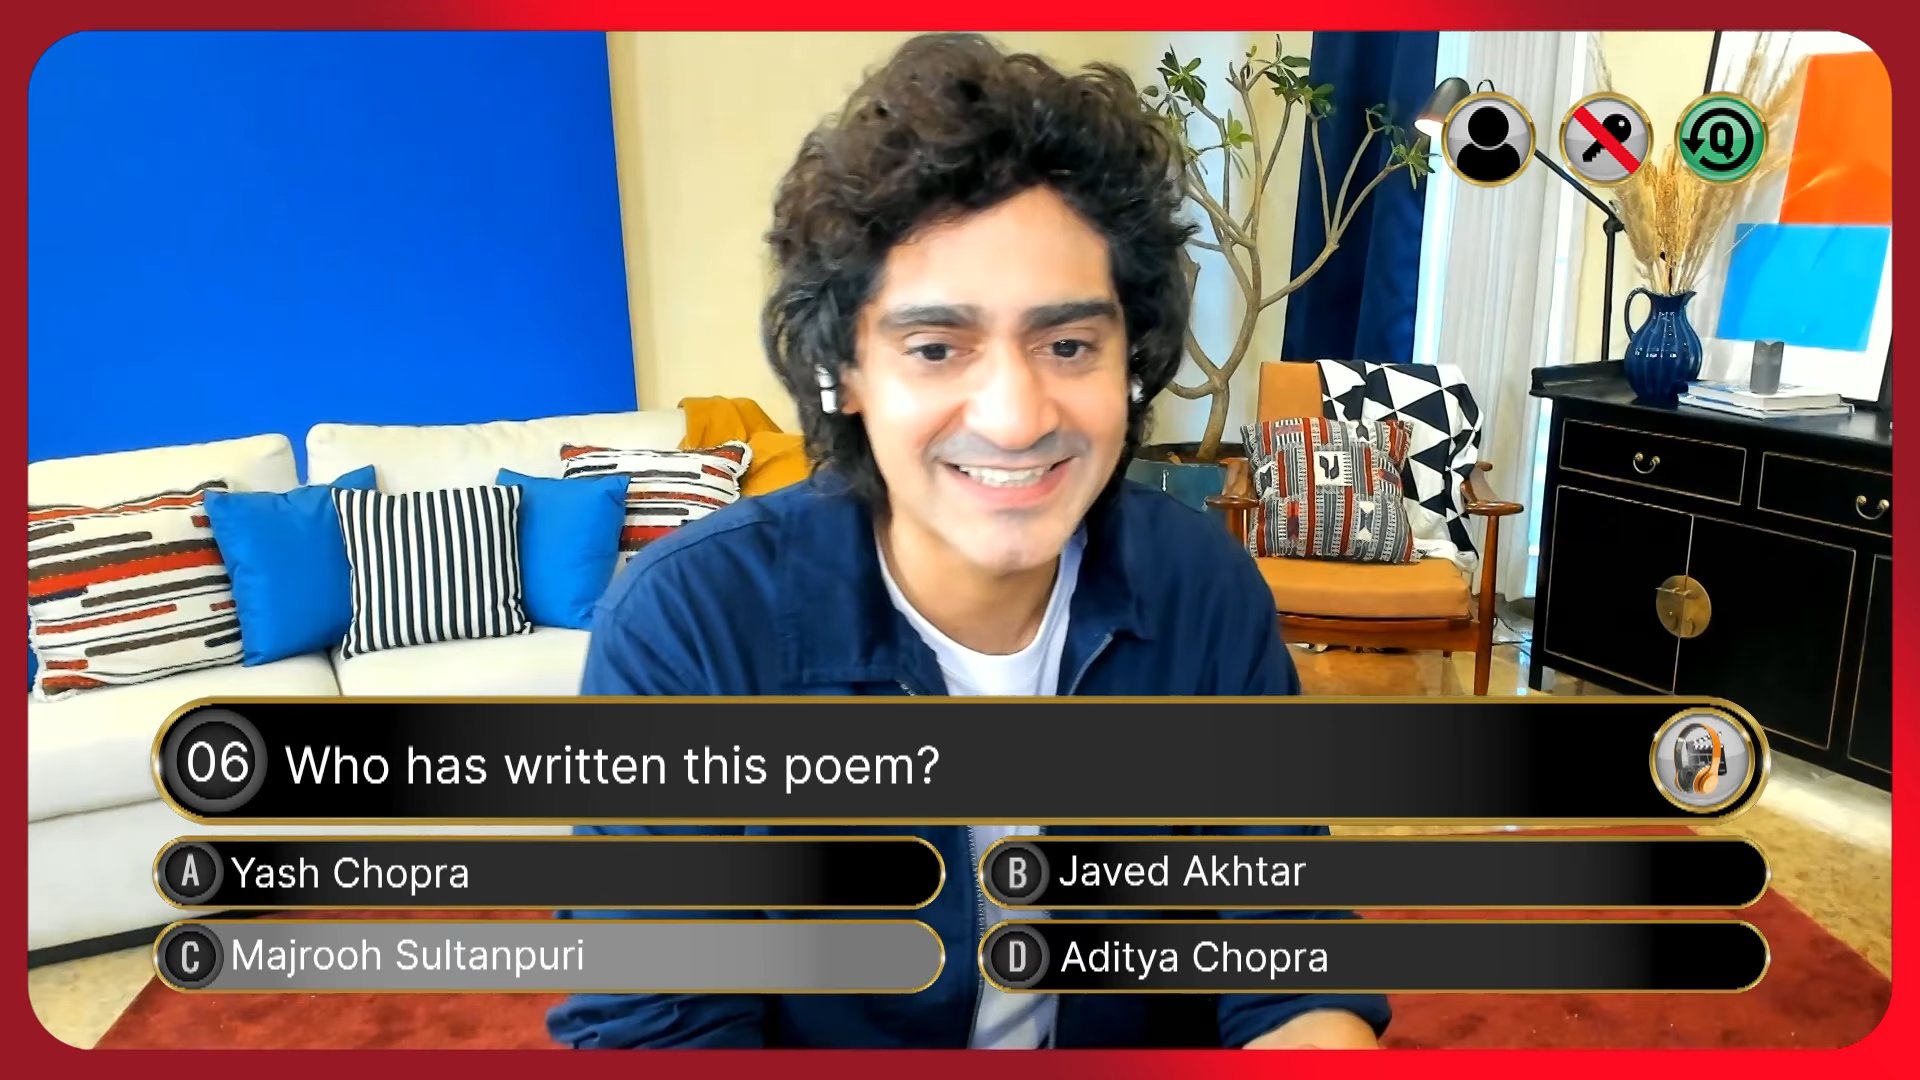 Q
06 Who has written this poem?
A Yash Chopra
B Javed Akhtar
C Majrooh Sultanpuri
D Aditya Chopra